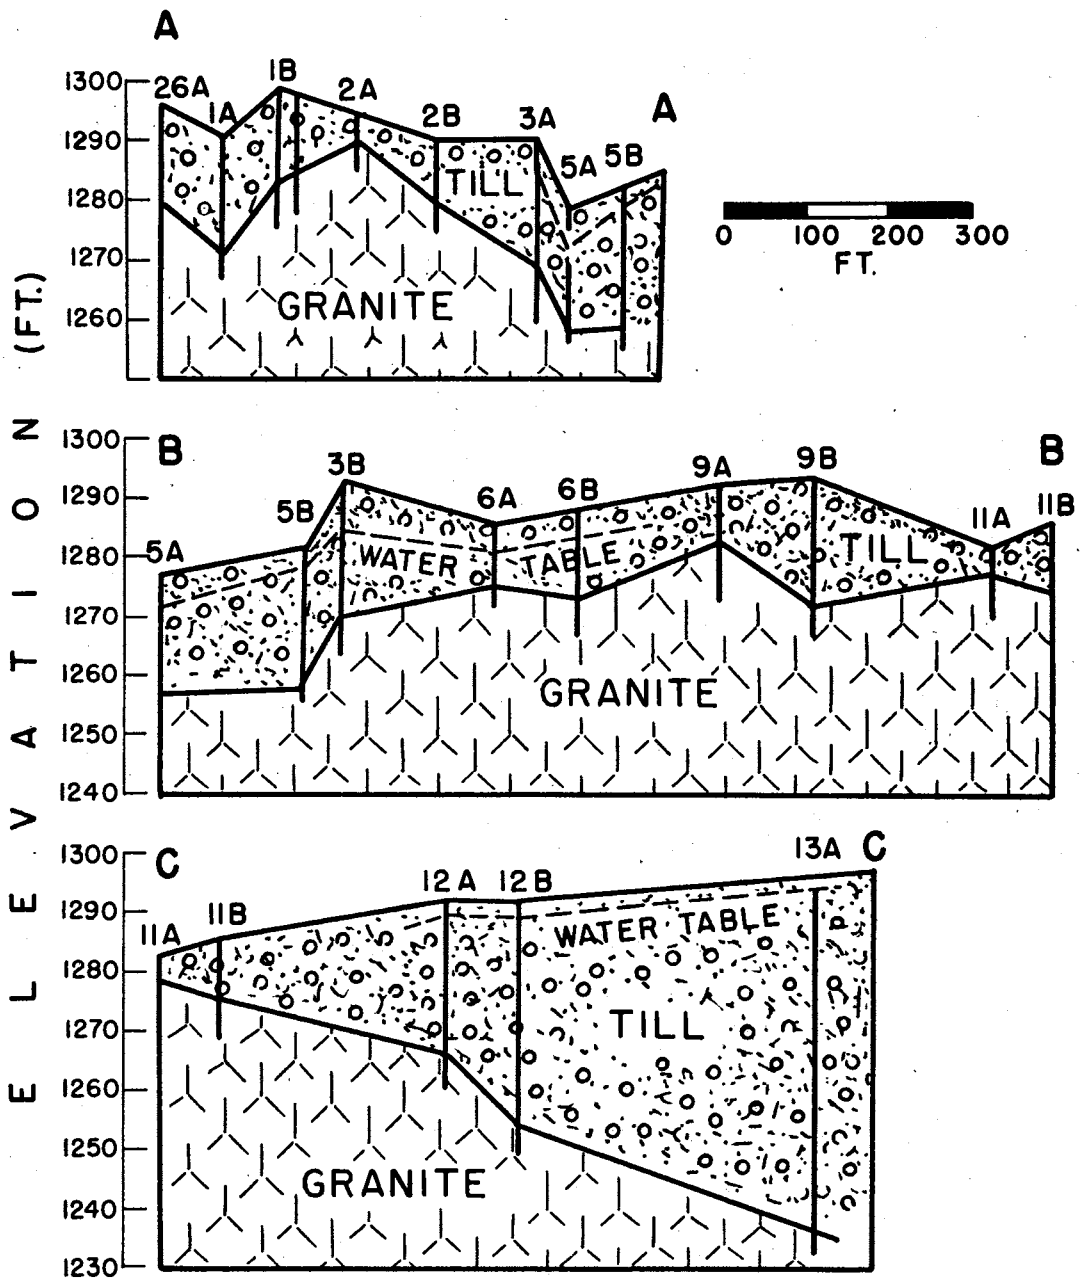 ELEVATION (FT.)
A
A
1300
1290
1280
1270
1260
26A
1A
1B
2A
2B
3A
5A
5B
TILL
GRANITE
0 100 200 300
FT.
B
B
1300
1290
1280
1270
1260
1250
1240
5A
5B
3B
6A
6B
9A
9B
11A
11B
WATER TABLE
TILL
GRANITE
C
C
1300
1290
1280
1270
1260
1250
1240
1230
11A
11B
12A
12B
13A
WATER TABLE
TILL
GRANITE